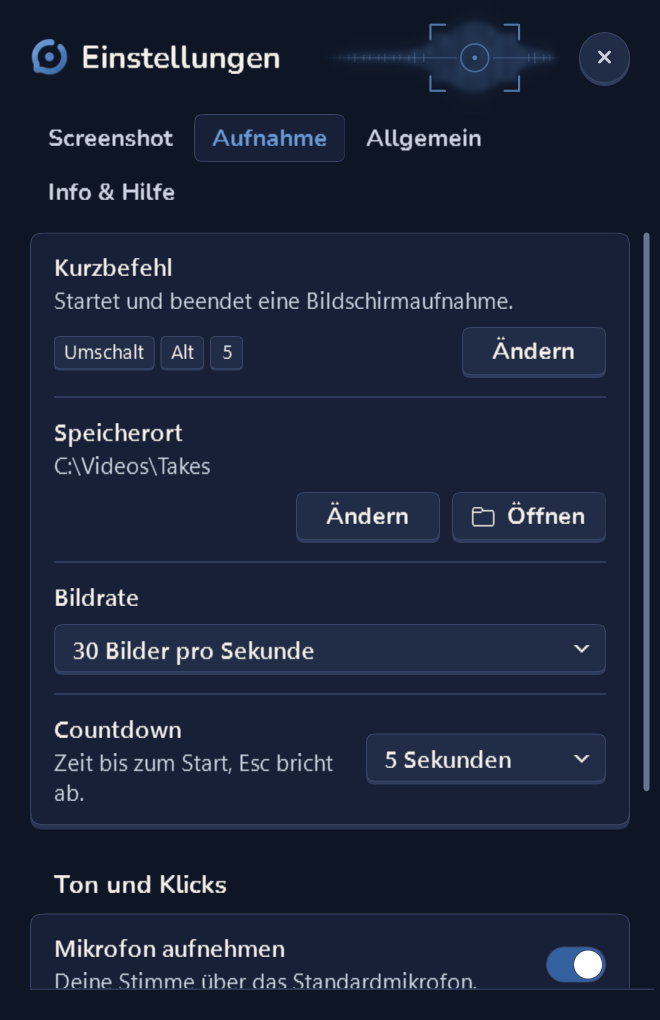 Einstellungen
Screenshot Aufnahme Allgemein
Info & Hilfe
Kurzbefehl
Startet und beendet eine Bildschirmaufnahme.
Umschalt Alt 5 Ändern
Speicherort
C:\Videos\Takes
Ändern Öffnen
Bildrate
30 Bilder pro Sekunde
Countdown
Zeit bis zum Start, Esc bricht
ab.
5 Sekunden
Ton und Klicks
Mikrofon aufnehmen
Deine Stimme über das Standardmikrofon.